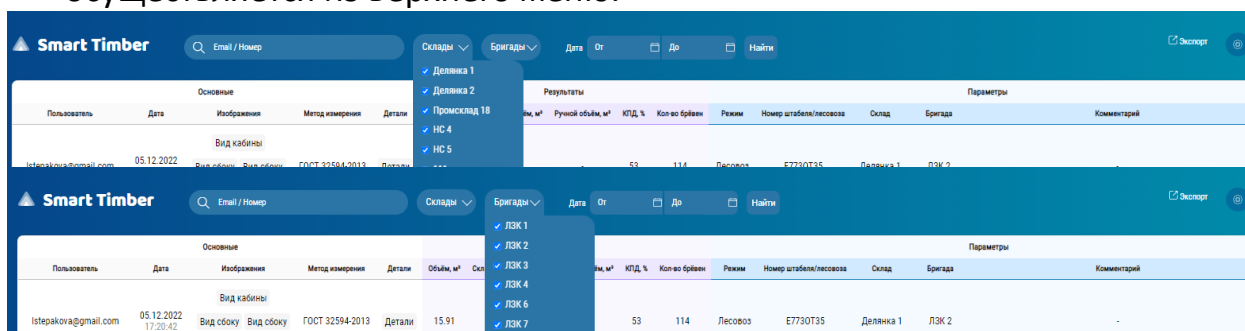 осуществляется по верхнего меню.
Smart Timber Email / Номер Склады Бригады Дата От До Найти Экспорт
Делянка 1
Делянка 2
Основные Результаты Параметры
Пользователь Дата Изображения Метод измерения Детали Промсклад 18 Ручной объём, м³ КПД, % Кол-во брёвен Режим Номер штабеля/лесовоза Склад Бригада Комментарий
НС 4
Вид кабины
НС 5
lstepakova@gmail.com 05.12.2022 Вид сбоку Вид сбоку ГОСТ 32594-2013 Детали - 53 114 Лесовоз E773OT35 Делянка 1 ЛЗК 2
Smart Timber Email / Номер Склады Бригады Дата От До Найти Экспорт
ЛЗК 1
ЛЗК 2
Основные Параметры
Пользователь Дата Изображения Метод измерения Детали Объём, м³ ЛЗК 3 КПД, % Кол-во брёвен Режим Номер штабеля/лесовоза Склад Бригада Комментарий
ЛЗК 4
Вид кабины
ЛЗК 6
lstepakova@gmail.com 05.12.2022 17:20:42 Вид сбоку Вид сбоку ГОСТ 32594-2013 Детали 15.91 ЛЗК 7 53 114 Лесовоз E773OT35 Делянка 1 ЛЗК 2 -